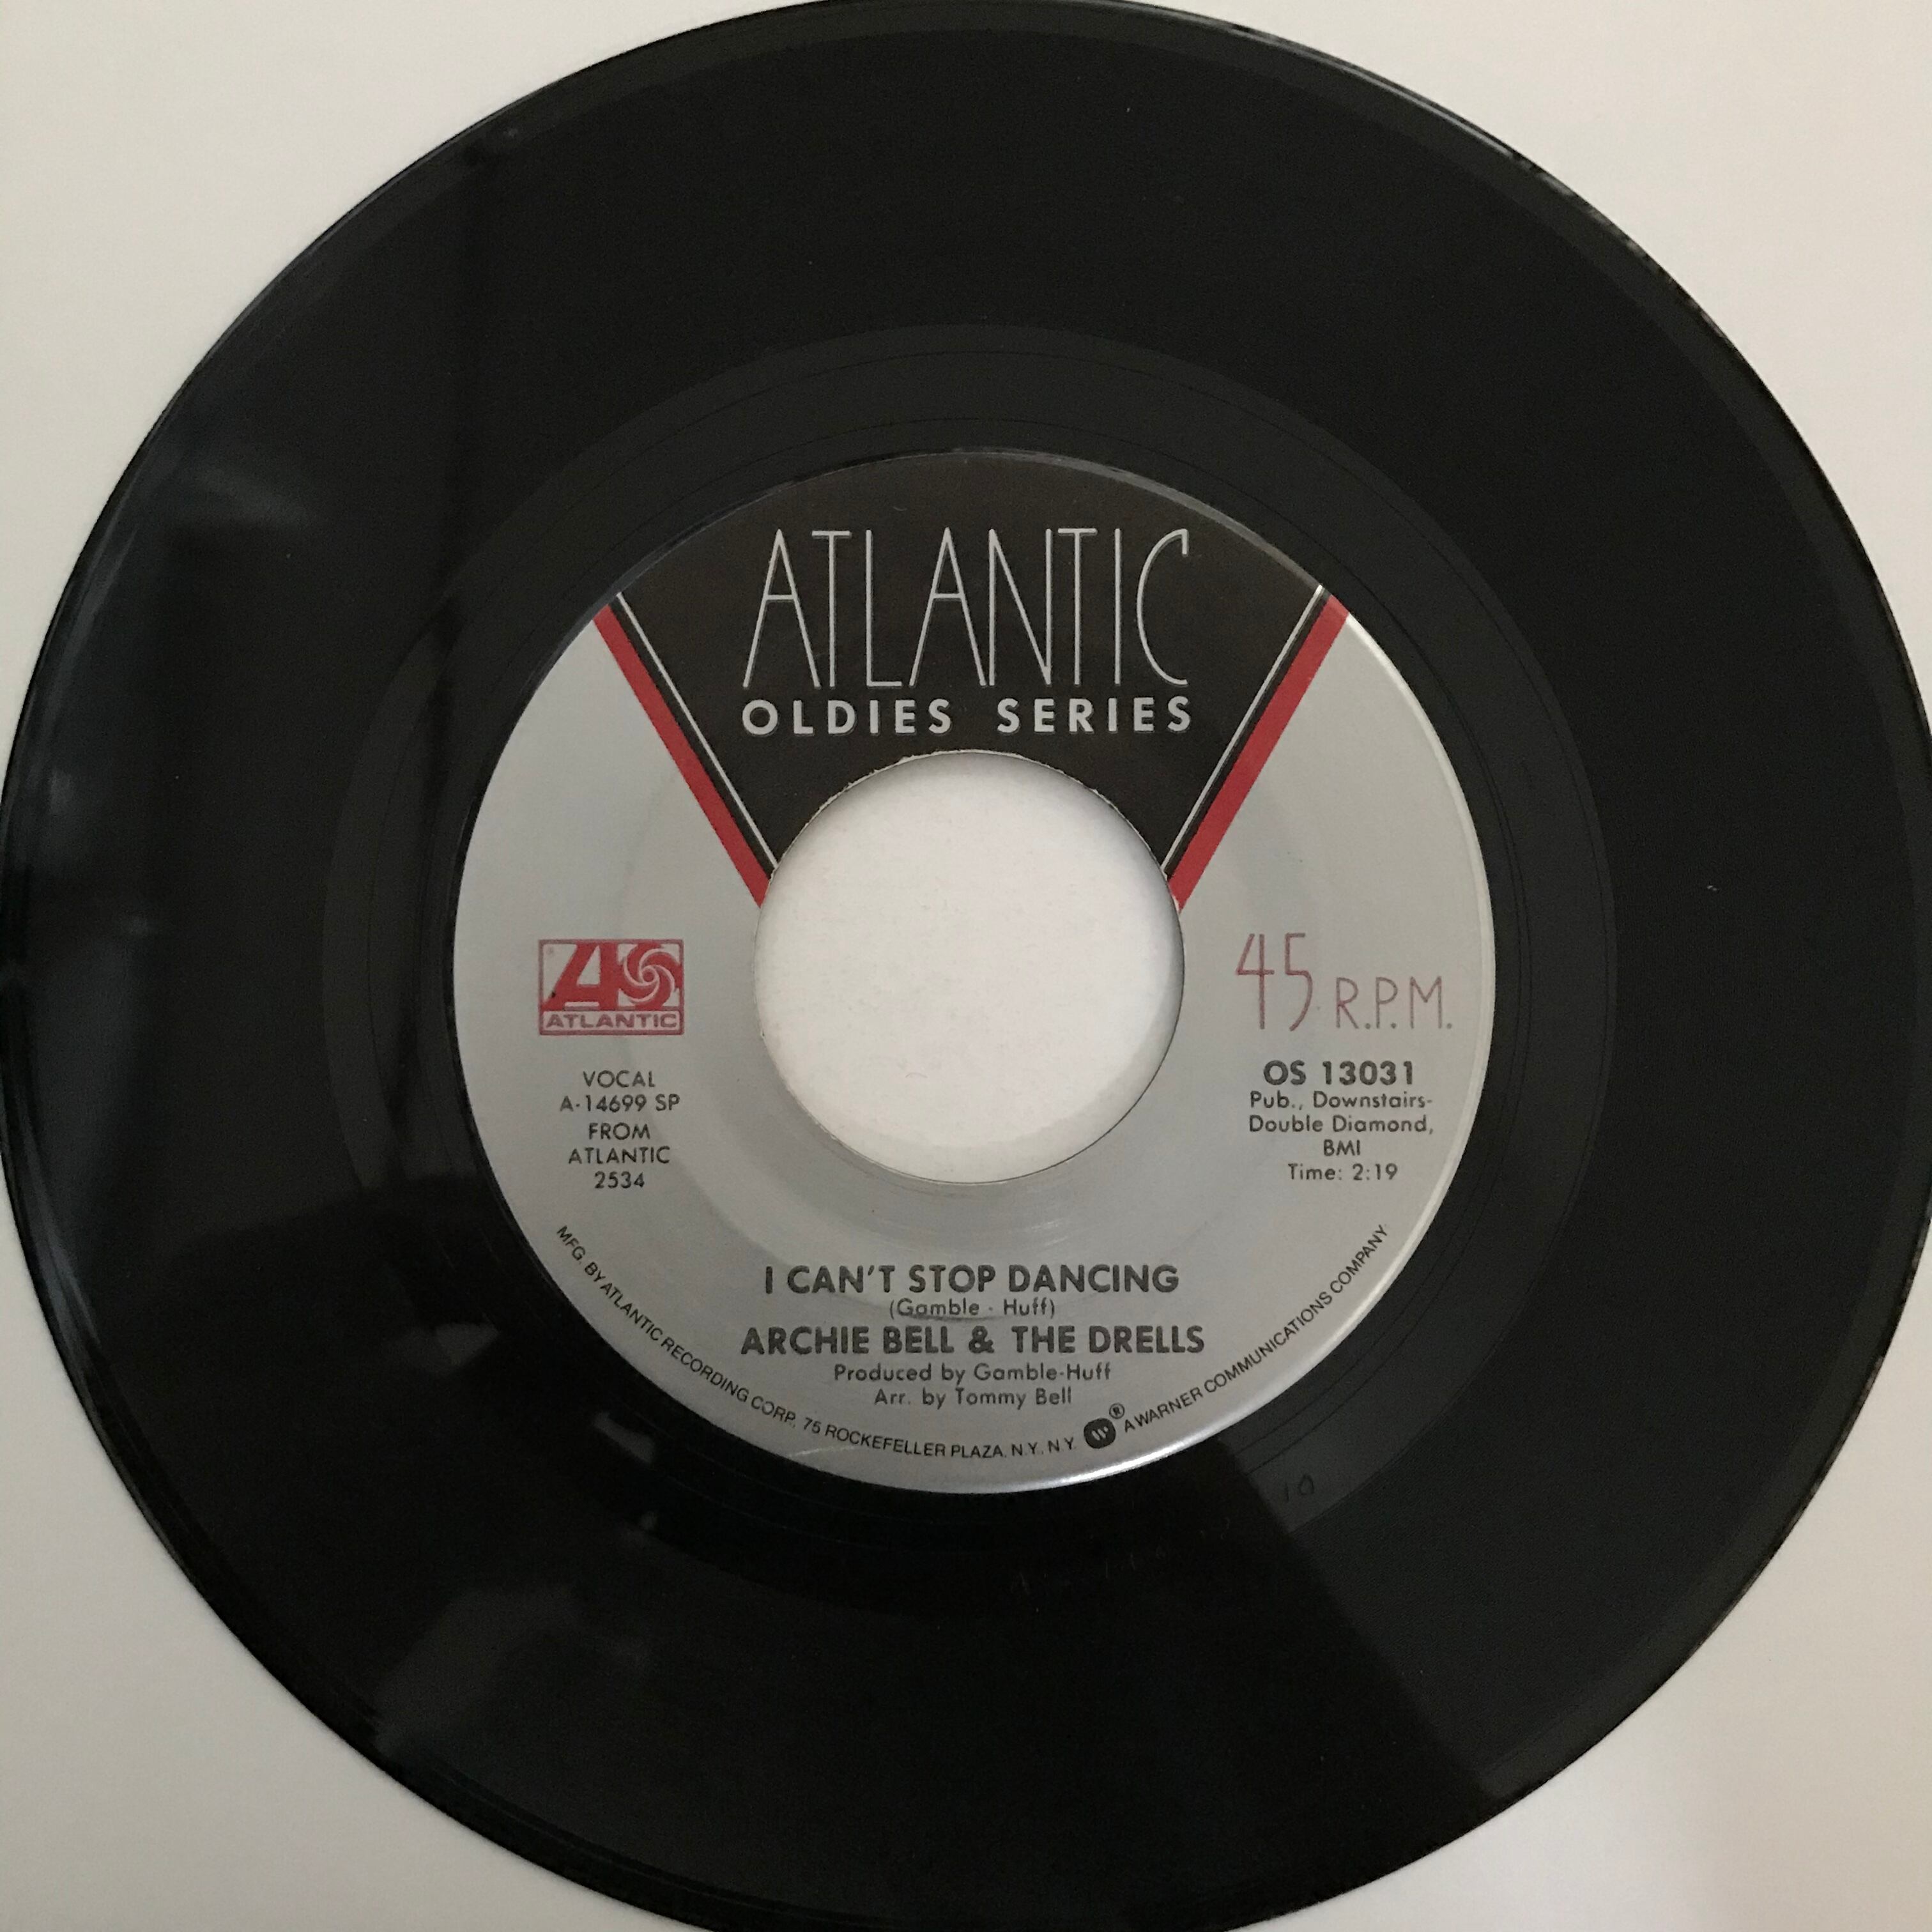 ATLANTIC
OLDIES SERIES
ATLANTIC
45 R.P.M.
VOCAL
A-14699 SP
FROM
ATLANTIC
2534
OS 13031
Pub., Downstairs-
Double Diamond,
BMI
Time: 2:19
I CAN'T STOP DANCING
(Gamble - Huff)
ARCHIE BELL & THE DRELLS
Produced by Gamble-Huff
Arr. by Tommy Bell
MFG. BY ATLANTIC RECORDING CORP. 75 ROCKEFELLER PLAZA. N.Y. N.Y. ® A WARNER COMMUNICATIONS COMPANY
10